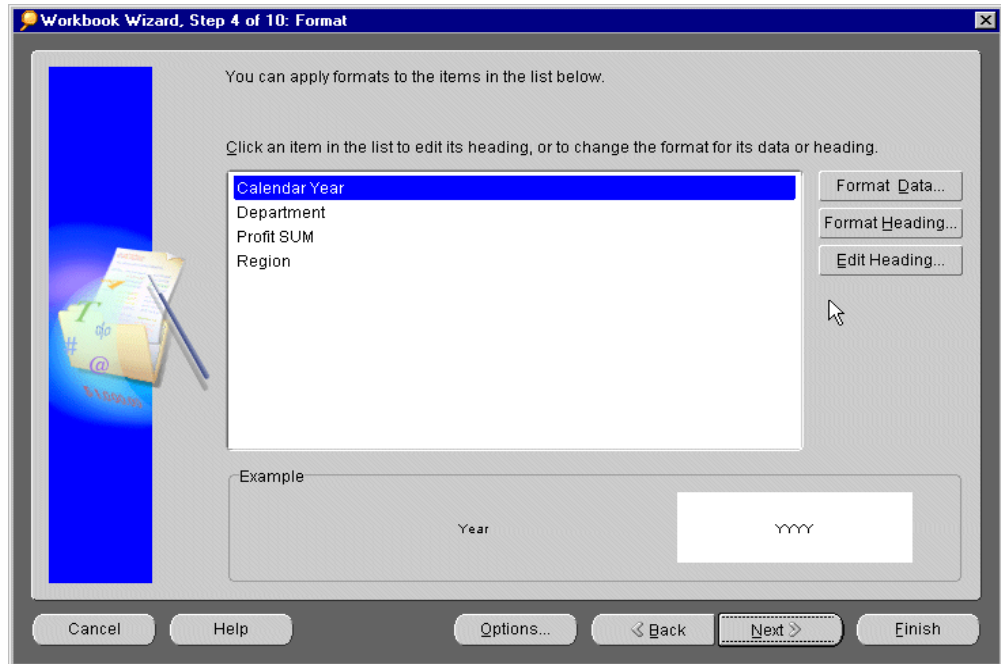 Workbook Wizard, Step 4 of 10: Format
You can apply formats to the items in the list below.
Click an item in the list to edit its heading, or to change the format for its data or heading.
Calendar Year
Format Data...
Department
Format Heading...
Profit SUM
Region
Edit Heading...
T
%
#
@
Example
Year
YYYY
Cancel
Help
Options...
Back
Next
Finish